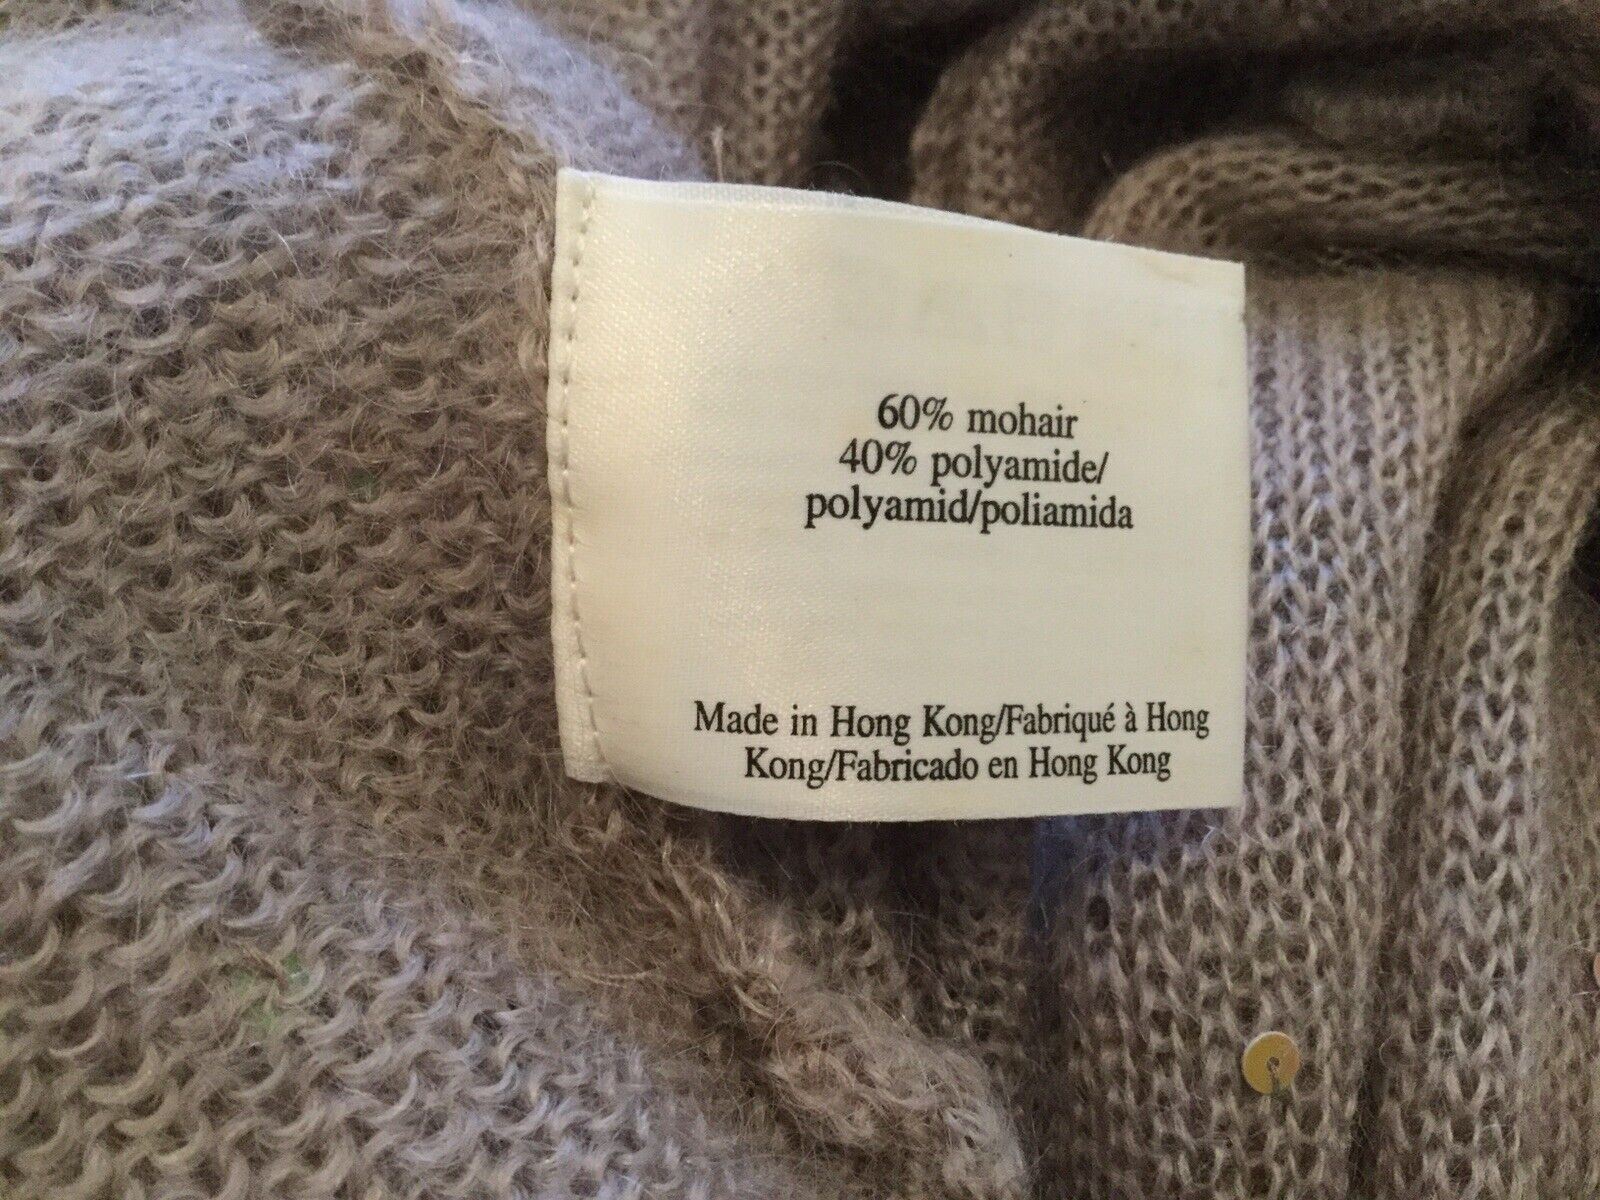 60% mohair
40% polyamide/
polyamid/poliamida
Made in Hong Kong/Fabriqué à Hong
Kong/Fabricado en Hong Kong